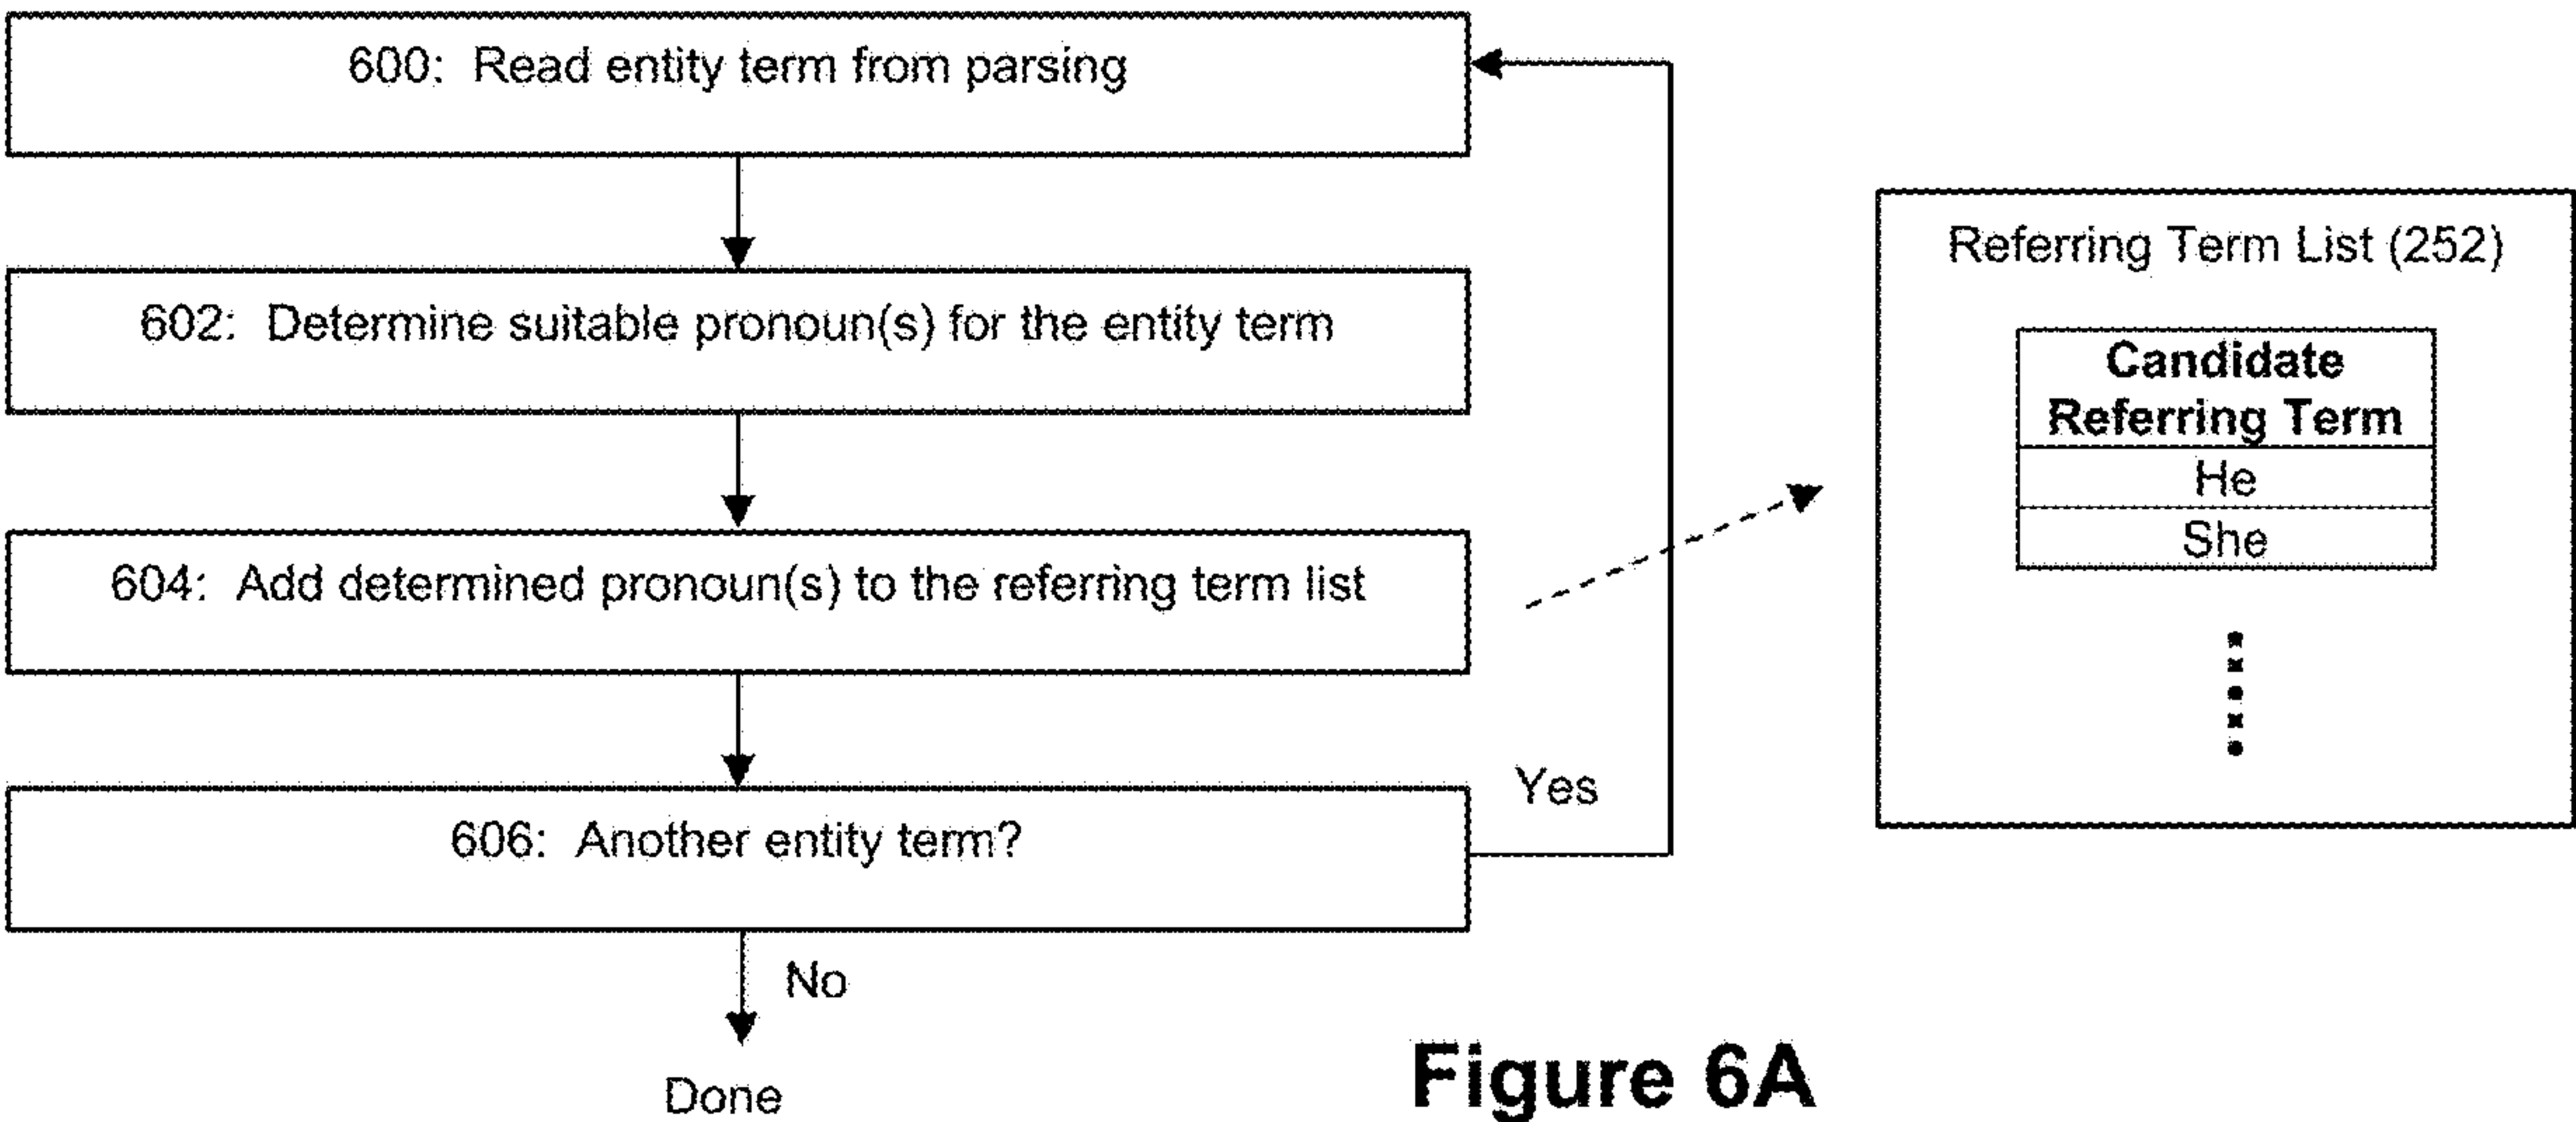 600: Read entity term from parsing
602: Determine suitable pronoun(s) for the entity term
604: Add determined pronoun(s) to the referring term list
606: Another entity term?
Yes
No
Done
Referring Term List (252)
Candidate
Referring Term
He
She
Figure 6A